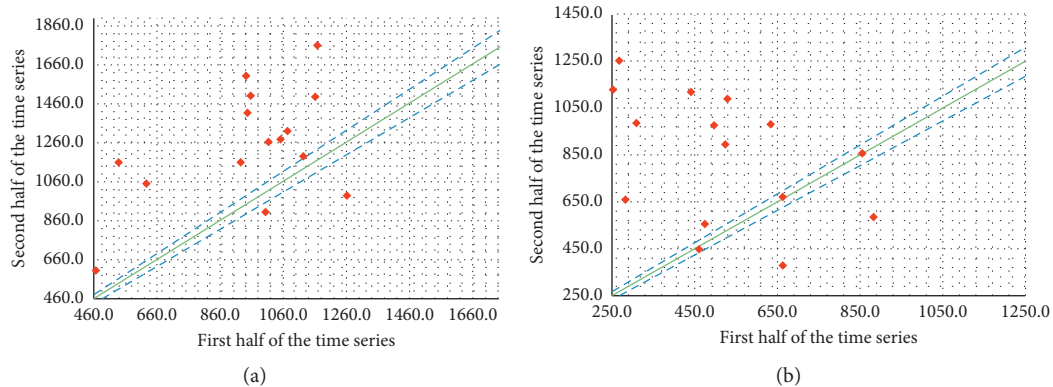 Second half of the time series
1860.0
1660.0
1460.0
1260.0
1060.0
860.0
660.0
460.0
460.0 660.0 860.0 1060.0 1260.0 1460.0 1660.0
First half of the time series
(a)
Second half of the time series
1450.0
1250.0
1050.0
850.0
650.0
450.0
250.0
250.0 450.0 650.0 850.0 1050.0 1250.0
First half of the time series
(b)